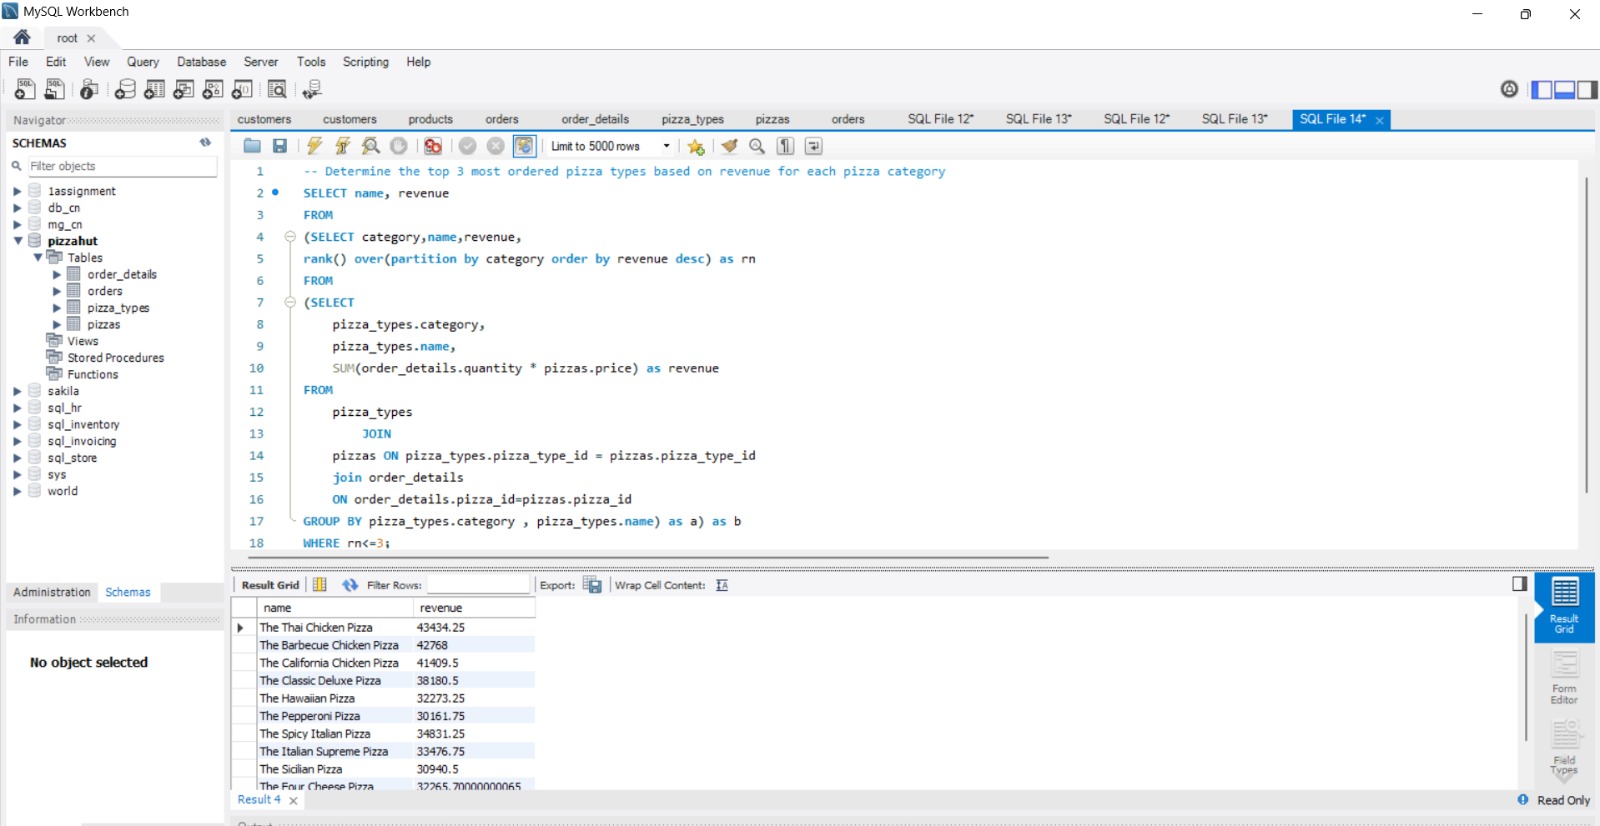 MySQL Workbench
root
File Edit View Query Database Server Tools Scripting Help
Navigator
SCHEMAS
Filter objects
1assignment
db_cn
mg_cn
pizzahut
Tables
order_details
orders
pizza_types
pizzas
Views
Stored Procedures
Functions
sakila
sql_hr
sql_inventory
sql_invoicing
sql_store
sys
world
Administration Schemas
Information
No object selected
customers customers products orders order_details pizza_types pizzas orders SQL File 12* SQL File 13* SQL File 12* SQL File 13* SQL File 14*
Limit to 5000 rows
1 -- Determine the top 3 most ordered pizza types based on revenue for each pizza category
2 SELECT name, revenue
3 FROM
4 (SELECT category,name,revenue,
5 rank() over(partition by category order by revenue desc) as rn
6 FROM
7 (SELECT
8 pizza_types.category,
9 pizza_types.name,
10 SUM(order_details.quantity * pizzas.price) as revenue
11 FROM
12 pizza_types
13 JOIN
14 pizzas ON pizza_types.pizza_type_id = pizzas.pizza_type_id
15 join order_details
16 ON order_details.pizza_id=pizzas.pizza_id
17 GROUP BY pizza_types.category , pizza_types.name) as a) as b
18 WHERE rn<=3;
Result Grid Filter Rows: Export: Wrap Cell Content:
name revenue
The Thai Chicken Pizza 43434.25
The Barbecue Chicken Pizza 42768
The California Chicken Pizza 41409.5
The Classic Deluxe Pizza 38180.5
The Hawaiian Pizza 32273.25
The Pepperoni Pizza 30161.75
The Spicy Italian Pizza 34831.25
The Italian Supreme Pizza 33476.75
The Sicilian Pizza 30940.5
The Four Cheese Pizza 32265.70000000065
Result Grid
Form Editor
Field Types
Result 4
Read Only
Output